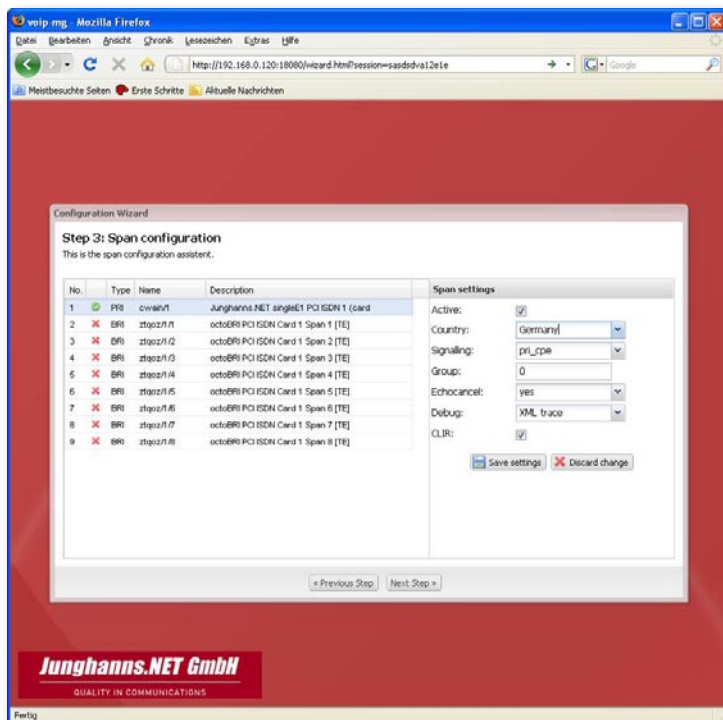 voip-mg - Mozilla Firefox
Datei Bearbeiten Ansicht Chronik Lesezeichen Extras Hilfe
http://192.168.0.120:18080/wizard.html?session=sasdsdva12e1e
Google
Meistbesuchte Seiten Erste Schritte Aktuelle Nachrichten
Configuration Wizard
Step 3: Span configuration
This is the span configuration assistent.
No. Type Name Description
1 PRI cwain/1 Junghanns.NET singleE1 PCI ISDN 1 (card
2 BRI ztqoz/1/1 octoBRI PCI ISDN Card 1 Span 1 [TE]
3 BRI ztqoz/1/2 octoBRI PCI ISDN Card 1 Span 2 [TE]
4 BRI ztqoz/1/3 octoBRI PCI ISDN Card 1 Span 3 [TE]
5 BRI ztqoz/1/4 octoBRI PCI ISDN Card 1 Span 4 [TE]
6 BRI ztqoz/1/5 octoBRI PCI ISDN Card 1 Span 5 [TE]
7 BRI ztqoz/1/6 octoBRI PCI ISDN Card 1 Span 6 [TE]
8 BRI ztqoz/1/7 octoBRI PCI ISDN Card 1 Span 7 [TE]
9 BRI ztqoz/1/8 octoBRI PCI ISDN Card 1 Span 8 [TE]
Span settings
Active:
Country: Germany
Signalling: pri_cpe
Group: 0
Echocancel: yes
Debug: XML trace
CLIR:
Save settings Discard change
« Previous Step Next Step »
Junghanns.NET GmbH
QUALITY IN COMMUNICATIONS
Fertig